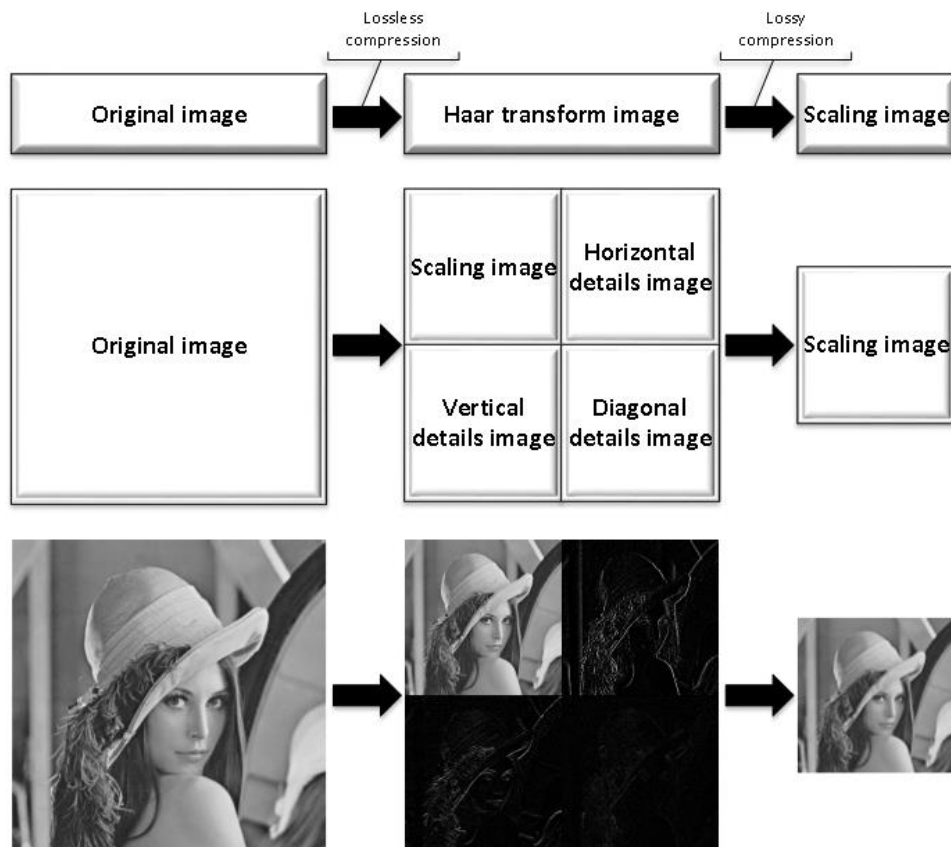 Lossless
compression
Lossy
compression
Original image
Haar transform image
Scaling image
Original image
Scaling image
Horizontal
details image
Vertical
details image
Diagonal
details image
Scaling image